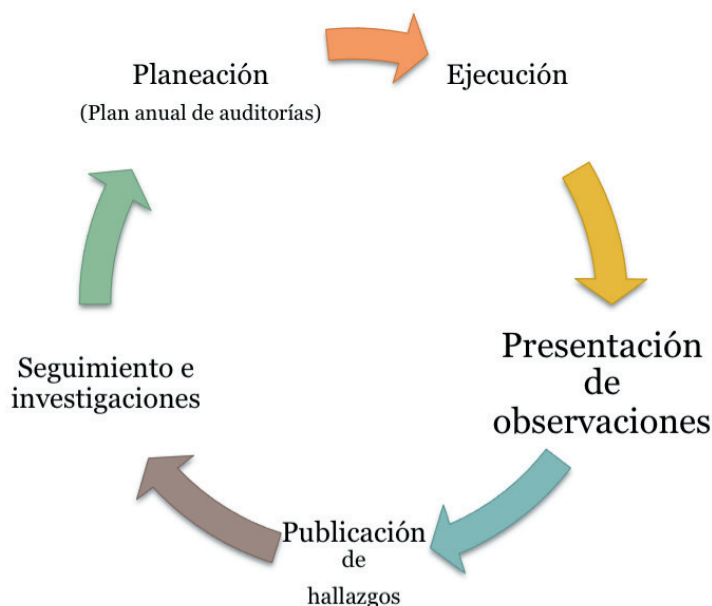 Planeación
(Plan anual de auditorías)
Ejecución
Presentación
de
observaciones
Publicación
de
hallazgos
Seguimiento e
investigaciones